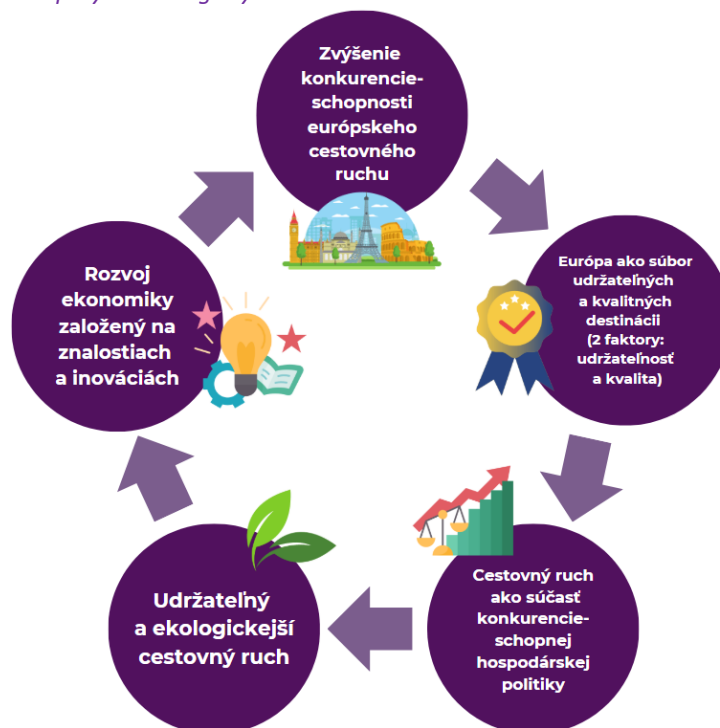 Zvýšenie
konkurencie-
schopnosti
európskeho
cestovného
ruchu
Európa ako súbor
udržateľných
a kvalitných
destinácii
(2 faktory:
udržateľnosť
a kvalita)
Cestovný ruch
ako súčasť
konkurencie-
schopnej
hospodárskej
politiky
Udržateľný
a ekologickejší
cestovný ruch
Rozvoj
ekonomiky
založený na
znalostiach
a inováciách